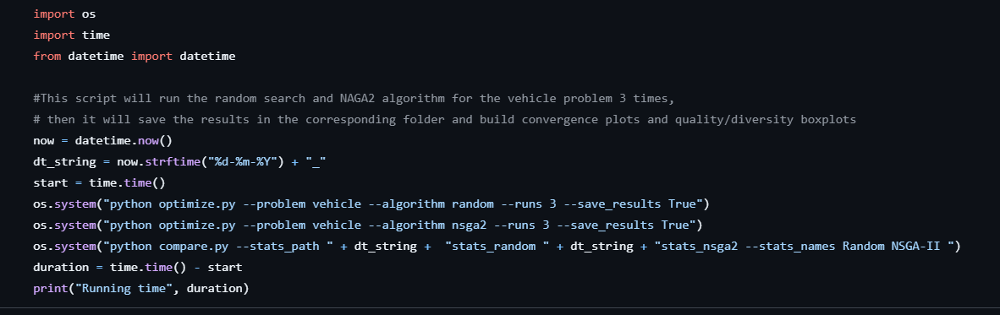 import os
import time
from datetime import datetime

#This script will run the random search and NAGA2 algorithm for the vehicle problem 3 times,
# then it will save the results in the corresponding folder and build convergence plots and quality/diversity boxplots
now = datetime.now()
dt_string = now.strftime("%d-%m-%Y") + "_"
start = time.time()
os.system("python optimize.py --problem vehicle --algorithm random --runs 3 --save_results True")
os.system("python optimize.py --problem vehicle --algorithm nsga2 --runs 3 --save_results True")
os.system("python compare.py --stats_path " + dt_string +  "stats_random " + dt_string + "stats_nsga2 --stats_names Random NSGA-II ")
duration = time.time() - start
print("Running time", duration)